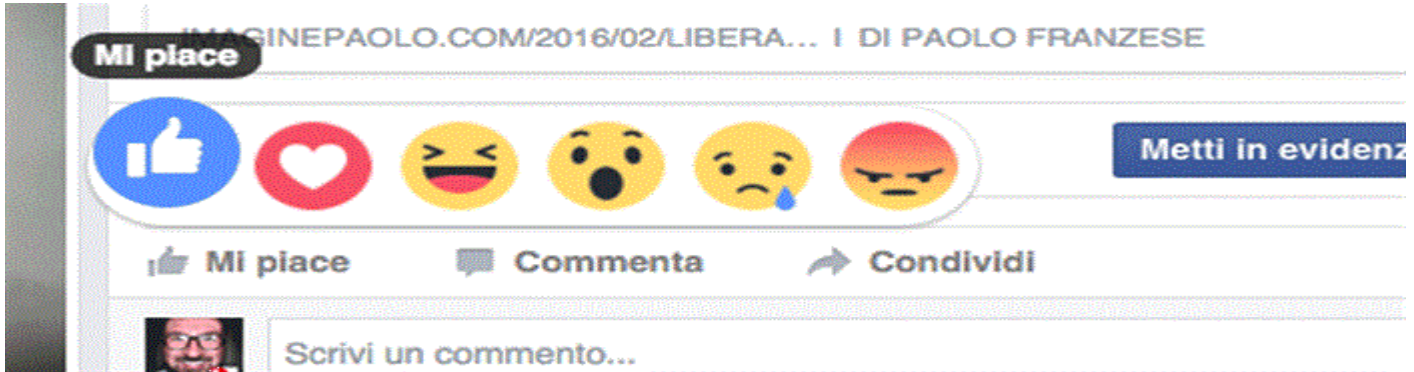 IMAGINEPAOLO.COM/2016/02/LIBERA... | DI PAOLO FRANZESE
Mi piace
Metti in evidenz
Mi piace
Commenta
Condividi
Scrivi un commento...